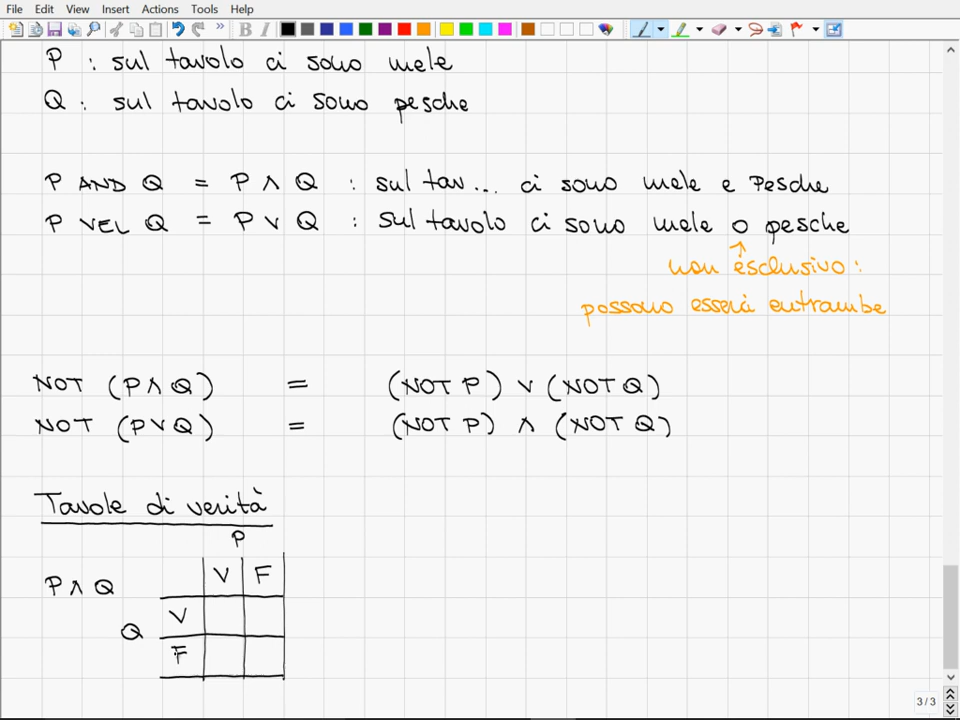 File Edit View Insert Actions Tools Help
P : sul tavolo ci sono mele
Q : sul tavolo ci sono pesche
P AND Q = P ∧ Q : sul tav... ci sono mele e pesche
P VEL Q = P ∨ Q : sul tavolo ci sono mele o pesche
non esclusivo :
possono esserci entrambe
NOT (P ∧ Q) = (NOT P) ∨ (NOT Q)
NOT (P ∨ Q) = (NOT P) ∧ (NOT Q)
Tavole di verità
P
V F
P ∧ Q
V
Q
F
3 / 3